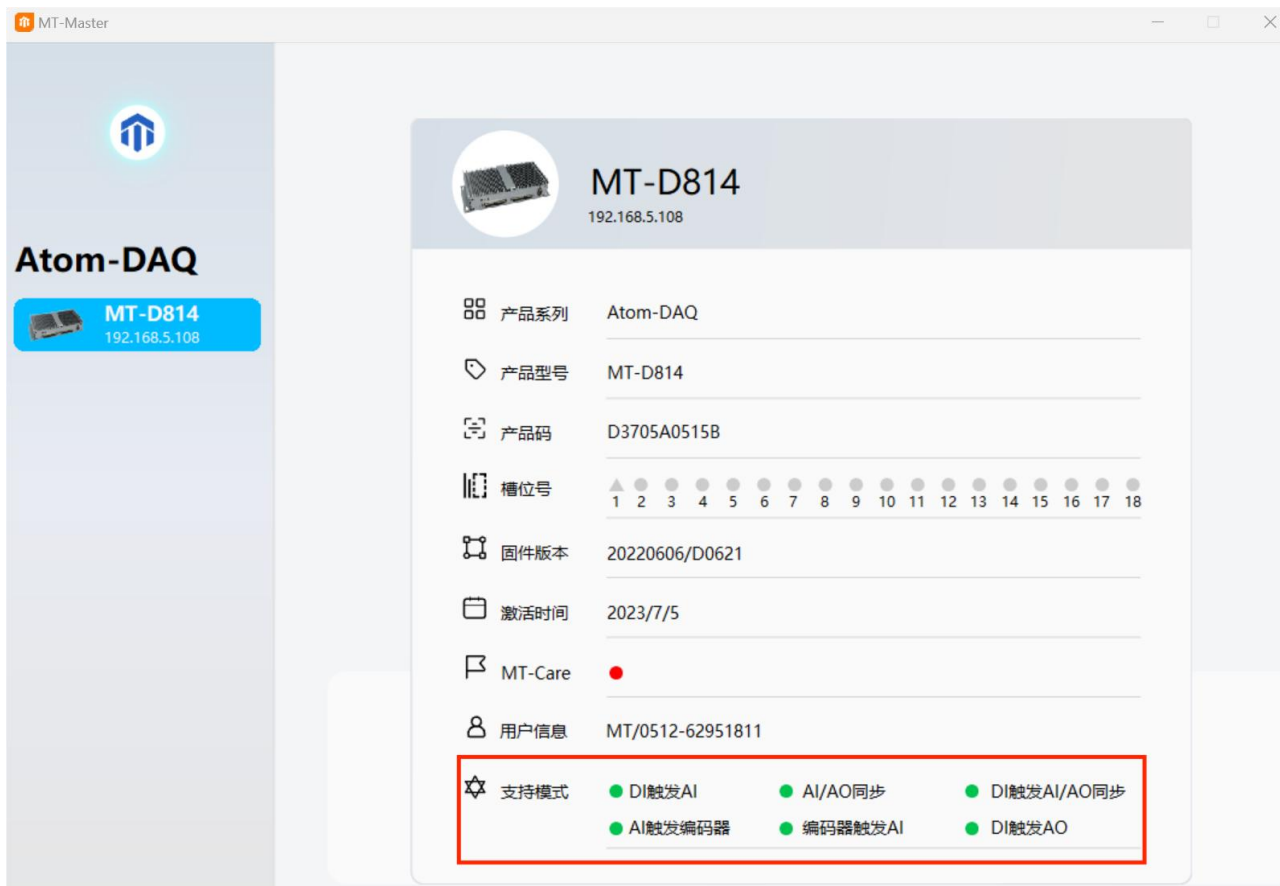 MT-Master
Atom-DAQ
MT-D814
192.168.5.108
MT-D814
192.168.5.108
产品系列 Atom-DAQ
产品型号 MT-D814
产品码 D3705A0515B
槽位号 1 2 3 4 5 6 7 8 9 10 11 12 13 14 15 16 17 18
固件版本 20220606/D0621
激活时间 2023/7/5
MT-Care
用户信息 MT/0512-62951811
支持模式 DI触发AI AI/AO同步 DI触发AI/AO同步
AI触发编码器 编码器触发AI DI触发AO